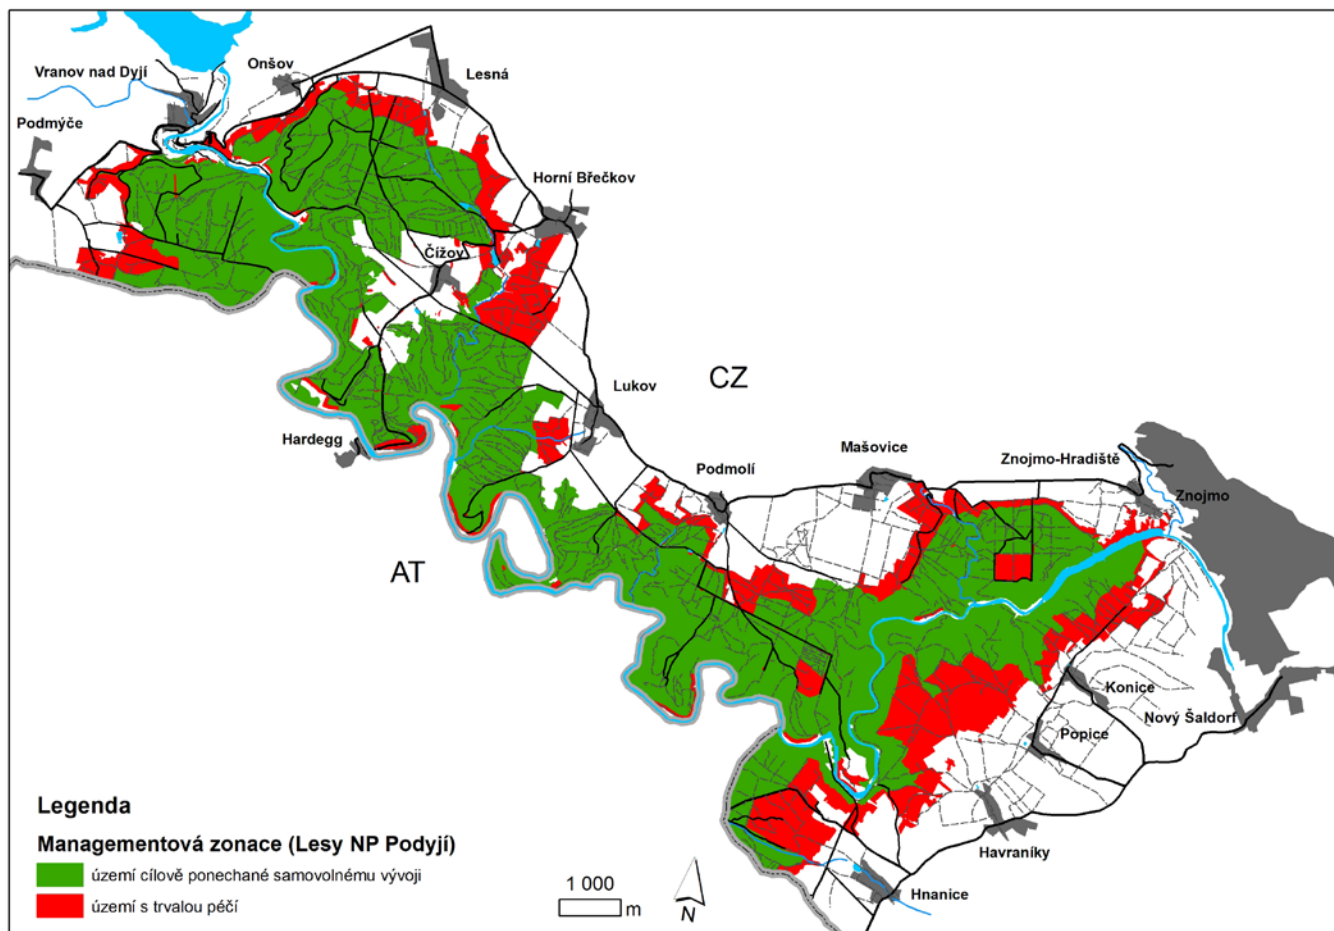 Vranov nad Dyjí
Onšov
Lesná
Podmýče
Horní Břečkov
Čížov
CZ
Lukov
Hardegg
Mašovice
Znojmo-Hradiště
Podmolí
Znojmo
AT
Konice
Nový Šaldorf
Popice
Legenda
Managementová zonace (Lesy NP Podyjí)
území cílově ponechané samovolnému vývoji
území s trvalou péčí
1 000
m
N
Havraníky
Hnanice